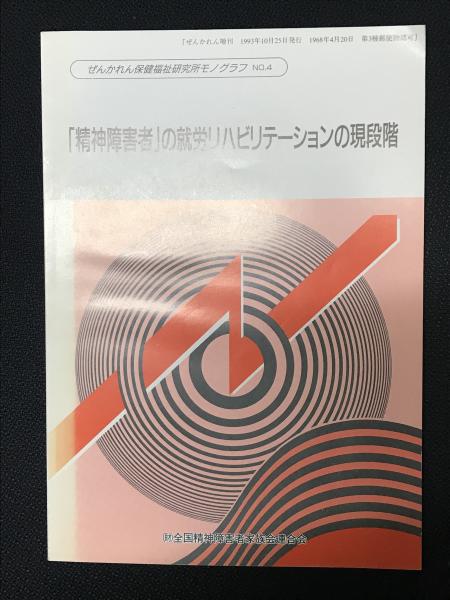 「ぜんかれん増刊 1993年10月25日発行 1968年4月20日 第3種郵便物認可」
ぜんかれん保健福祉研究所モノグラフ NO.4
「精神障害者」の就労リハビリテーションの現段階
財全国精神障害者家族会連合会